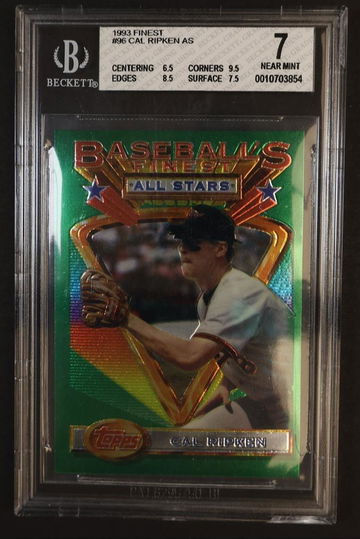 BECKETT
1993 FINEST
#96 CAL RIPKEN AS
CENTERING 6.5 CORNERS 9.5
EDGES 8.5 SURFACE 7.5
7
NEAR MINT
0010703854
BASEBALL'S
FINEST
ALL STARS
Topps
CAL RIPKEN